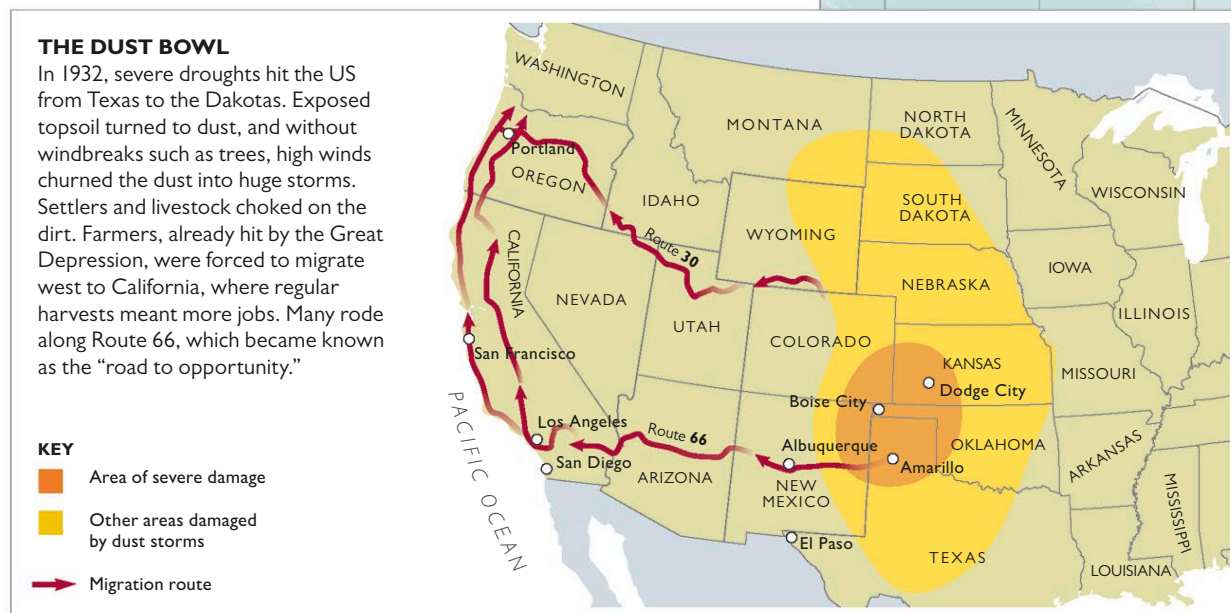 THE DUST BOWL
In 1932, severe droughts hit the US
from Texas to the Dakotas. Exposed
topsoil turned to dust, and without
windbreaks such as trees, high winds
churned the dust into huge storms.
Settlers and livestock choked on the
dirt. Farmers, already hit by the Great
Depression, were forced to migrate
west to California, where regular
harvests meant more jobs. Many rode
along Route 66, which became known
as the “road to opportunity.”
KEY
Area of severe damage
Other areas damaged
by dust storms
Migration route
WASHINGTON
MONTANA
NORTH
DAKOTA
MINNESOTA
Portland
OREGON
IDAHO
SOUTH
DAKOTA
WISCONSIN
WYOMING
Route 30
CALIFORNIA
NEVADA
UTAH
COLORADO
NEBRASKA
IOWA
ILLINOIS
San Francisco
KANSAS
Dodge City
MISSOURI
Boise City
PACIFIC OCEAN
Los Angeles
Route 66
Albuquerque
OKLAHOMA
ARKANSAS
San Diego
ARIZONA
NEW
MEXICO
Amarillo
MISSISSIPPI
El Paso
TEXAS
LOUISIANA